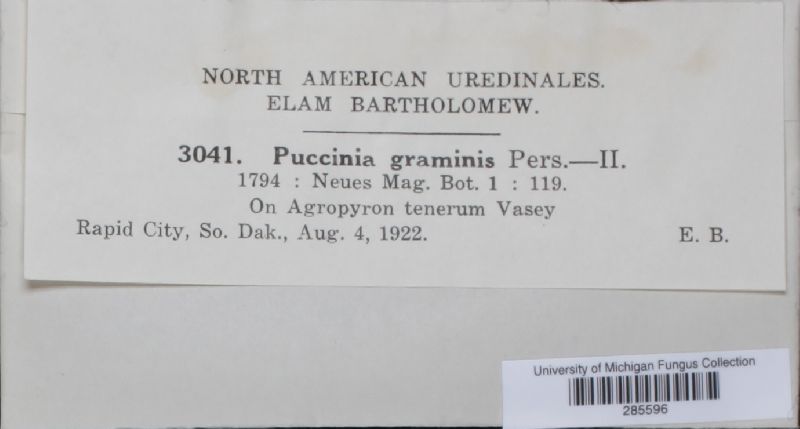 NORTH AMERICAN UREDINALES.
ELAM BARTHOLOMEW.
3041. Puccinia graminis Pers.—II.
1794 : Neues Mag. Bot. 1 : 119.
On Agropyron tenerum Vasey
Rapid City, So. Dak., Aug. 4, 1922. E. B.
University of Michigan Fungus Collection
285596